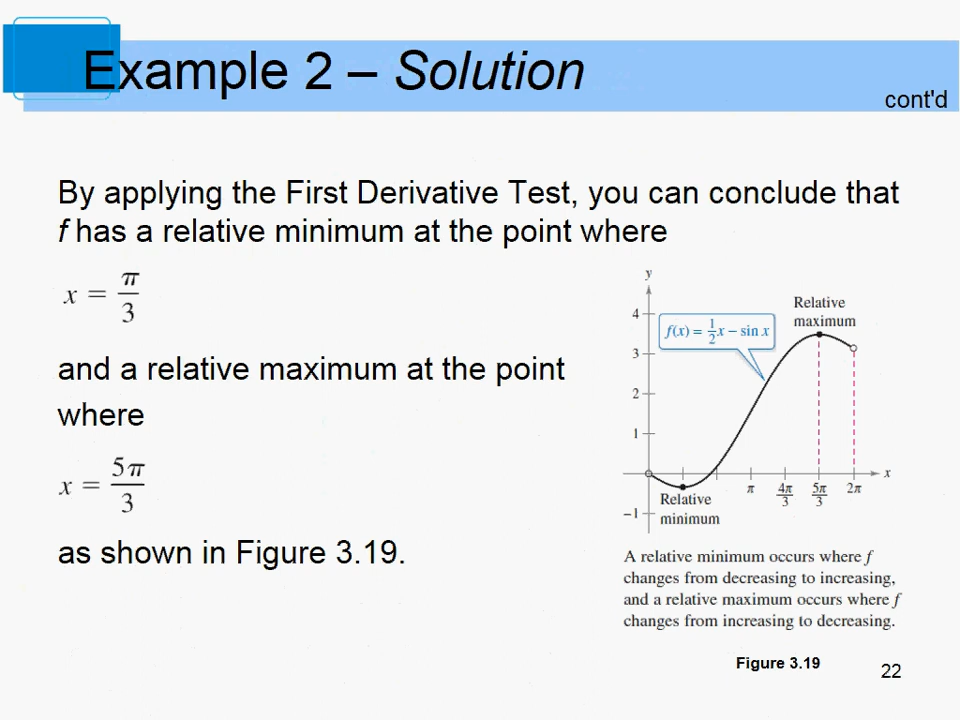 Example 2 – Solution
cont'd
By applying the First Derivative Test, you can conclude that
f has a relative minimum at the point where
x = π/3
and a relative maximum at the point
where
x = 5π/3
as shown in Figure 3.19.
y
Relative
maximum
4
f(x) = 1/2 x − sin x
3
2
1
x
π 4π/3 5π/3 2π
Relative
−1
minimum
A relative minimum occurs where f
changes from decreasing to increasing,
and a relative maximum occurs where f
changes from increasing to decreasing.
Figure 3.19
22